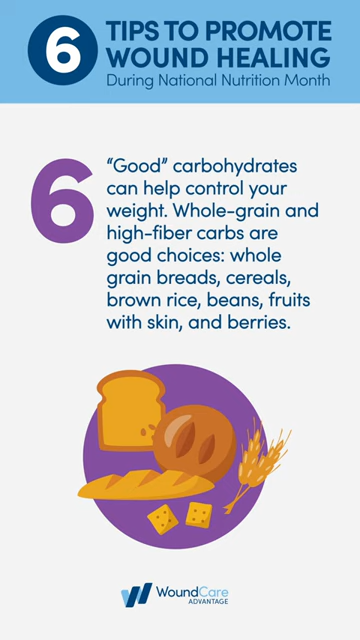 6
TIPS TO PROMOTE
WOUND HEALING
During National Nutrition Month
6
“Good” carbohydrates
can help control your
weight. Whole-grain and
high-fiber carbs are
good choices: whole
grain breads, cereals,
brown rice, beans, fruits
with skin, and berries.
WoundCare
ADVANTAGE